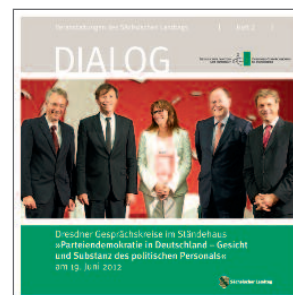 Veranstaltungen des Sächsischen Landtags
Heft 2
DIALOG
Dresdner Gesprächskreise im Ständehaus
»Parteiendemokratie in Deutschland – Gesicht
und Substanz des politischen Personals«
am 19. Juni 2012
Sächsischer Landtag